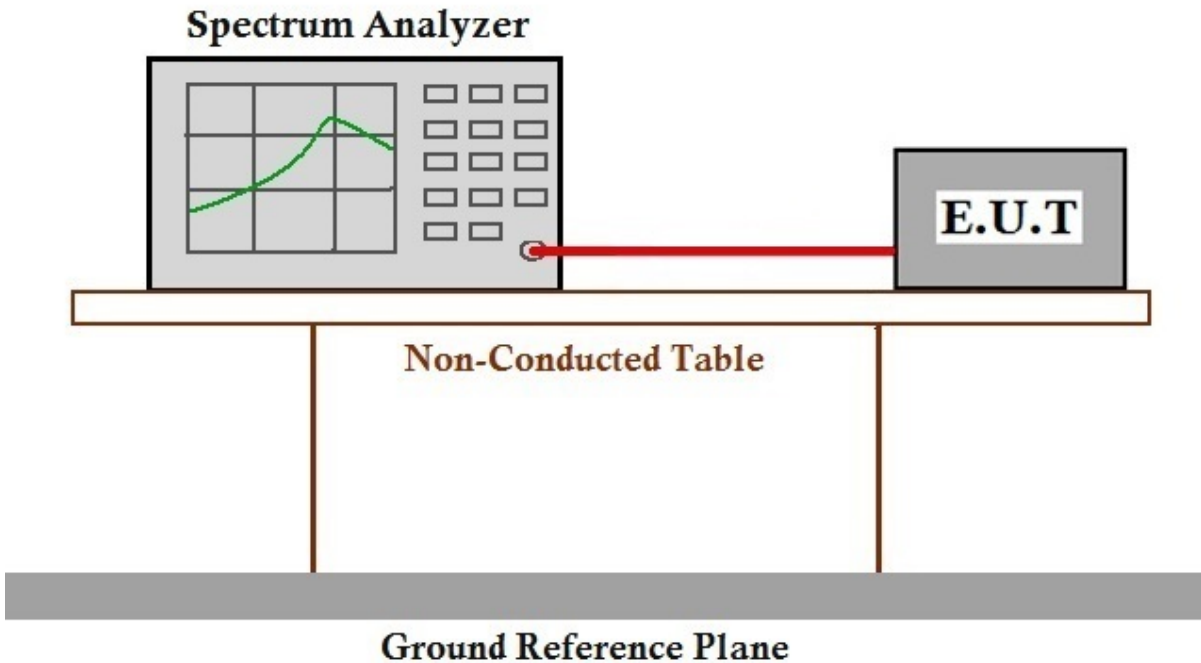 Spectrum Analyzer
E.U.T
Non-Conducted Table
Ground Reference Plane